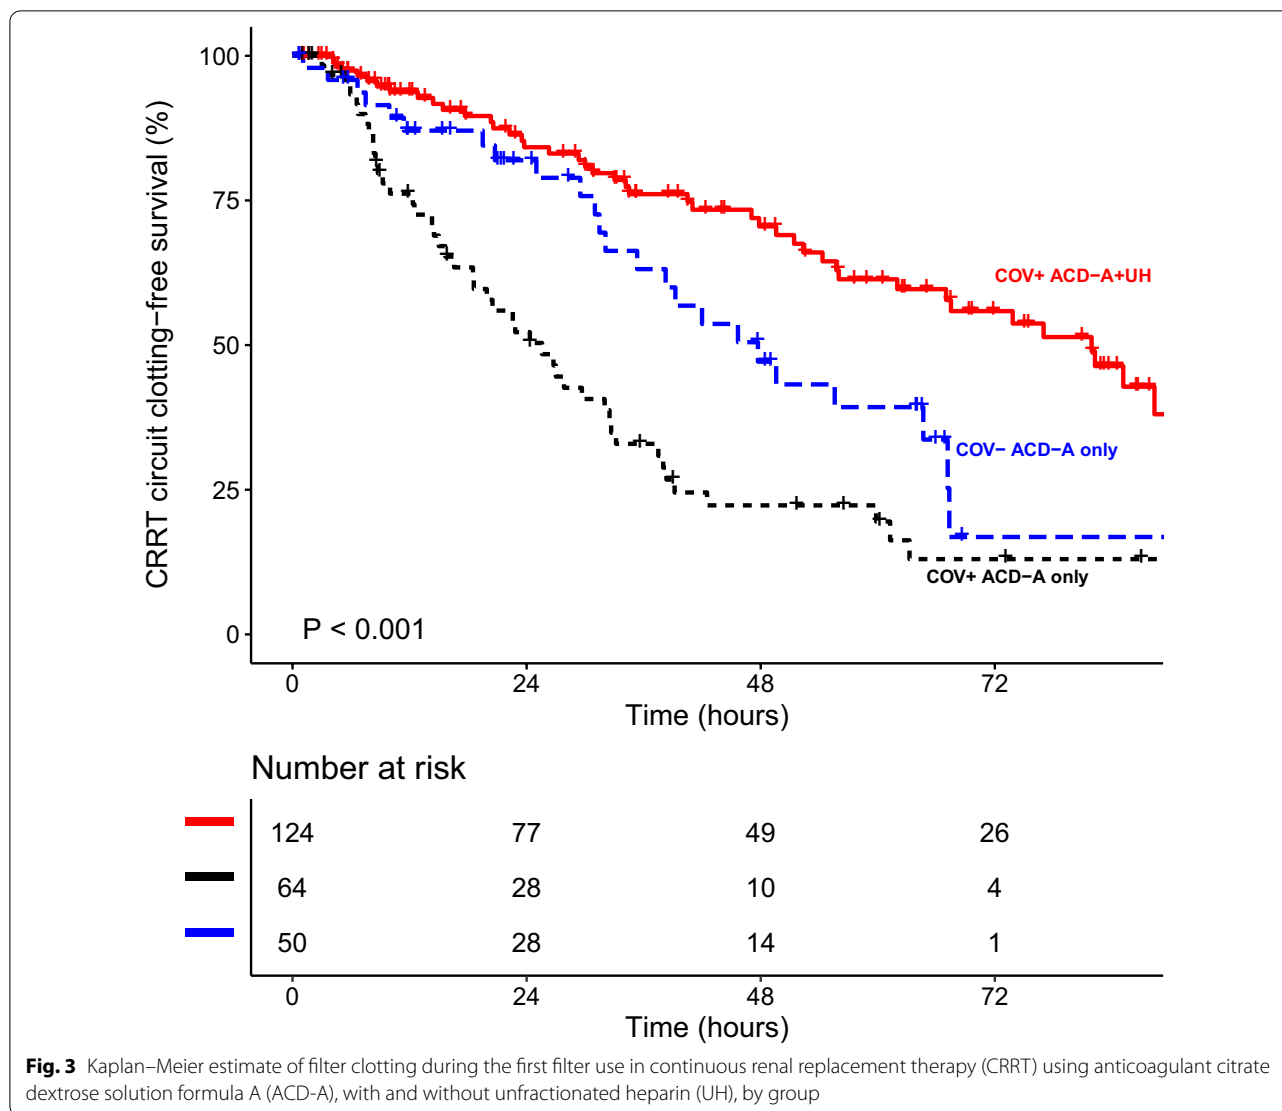 CRRT circuit clotting−free survival (%)
100
75
50
25
0
COV+ ACD−A+UH
COV− ACD−A only
COV+ ACD−A only
P < 0.001
0 24 48 72
Time (hours)
Number at risk
124 77 49 26
64 28 10 4
50 28 14 1
0 24 48 72
Time (hours)
Fig. 3 Kaplan–Meier estimate of filter clotting during the first filter use in continuous renal replacement therapy (CRRT) using anticoagulant citrate
dextrose solution formula A (ACD-A), with and without unfractionated heparin (UH), by group